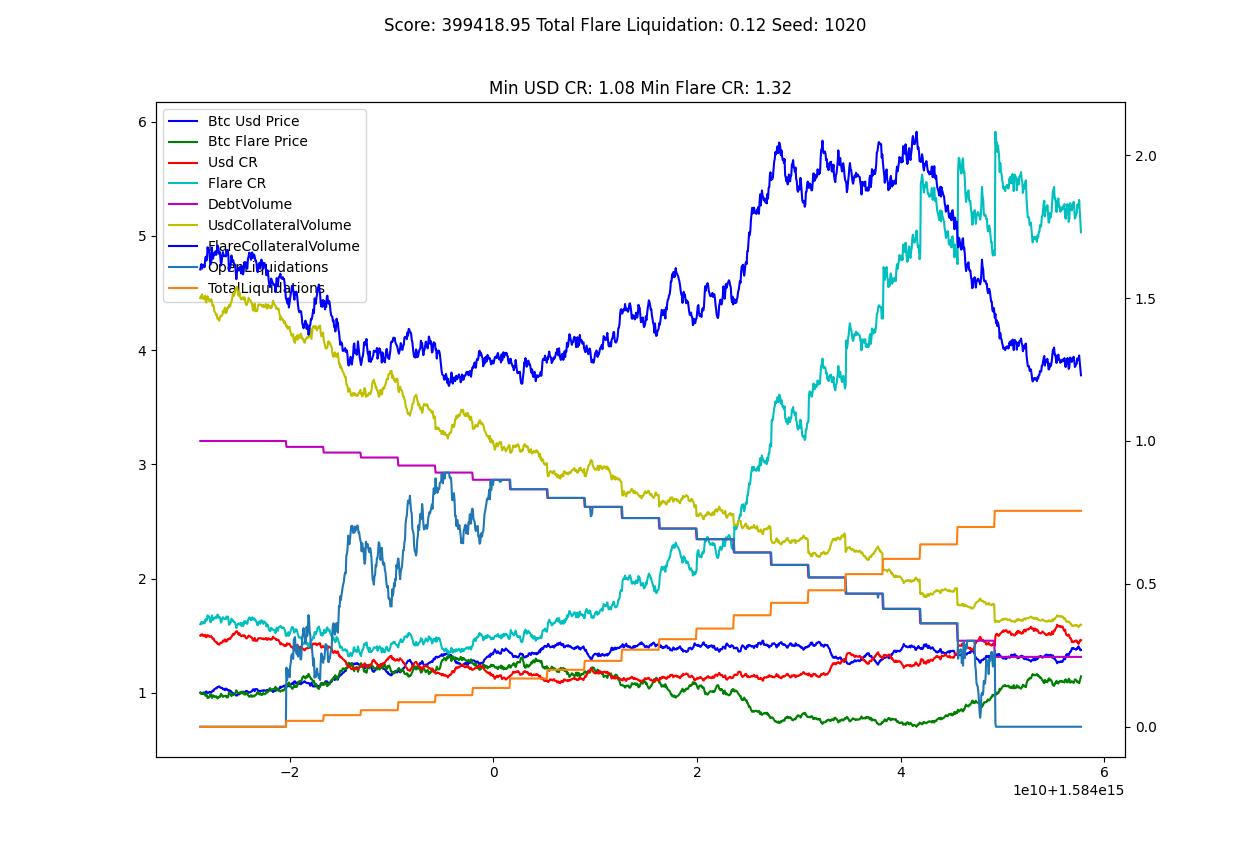 Score: 399418.95 Total Flare Liquidation: 0.12 Seed: 1020
Min USD CR: 1.08 Min Flare CR: 1.32
Btc Usd Price
Btc Flare Price
Usd CR
Flare CR
DebtVolume
UsdCollateralVolume
FlareCollateralVolume
OpenLiquidations
TotalLiquidations
6
5
4
3
2
1
2.0
1.5
1.0
0.5
0.0
−2
0
2
4
6
1e10+1.584e15